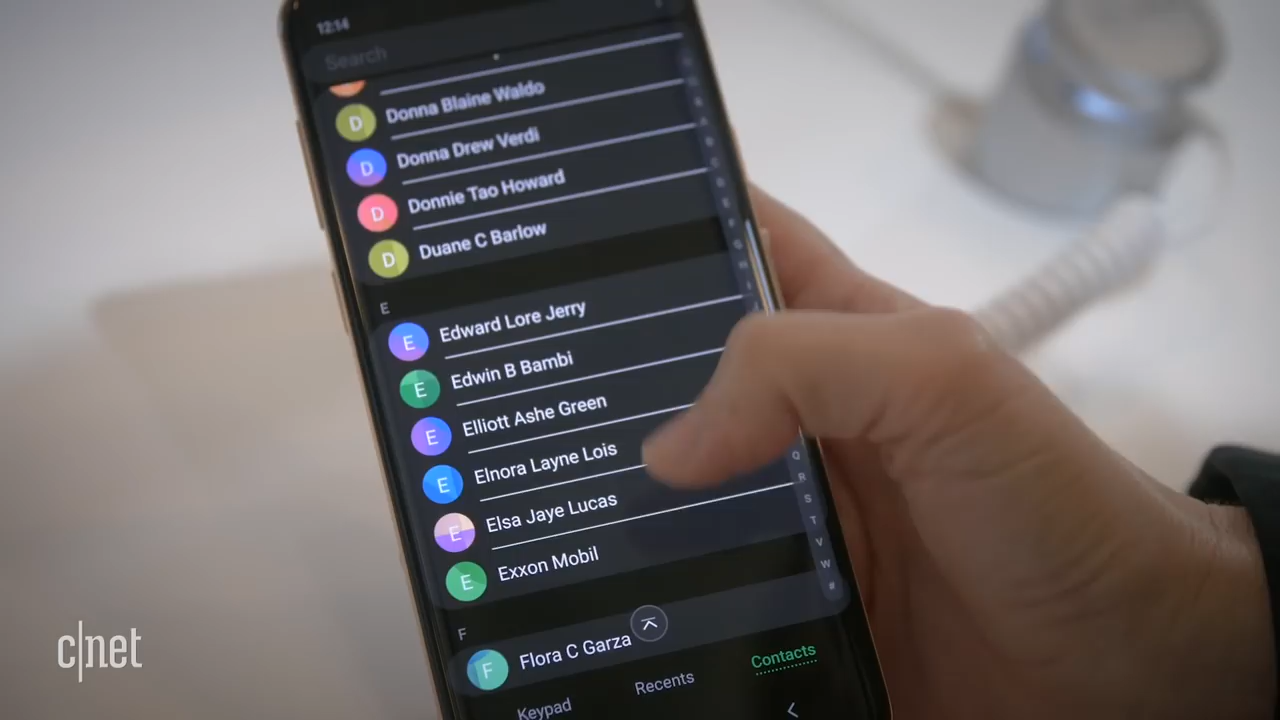 12:14
Search
D Donna Blaine Waldo
D Donna Drew Verdi
D Donnie Tao Howard
D Duane C Barlow
E
E Edward Lore Jerry
E Edwin B Bambi
E Elliott Ashe Green
E Elnora Layne Lois
E Elsa Jaye Lucas
E Exxon Mobil
F
F Flora C Garza
Keypad Recents Contacts
Q
R
S
T
V
W
#
c|net